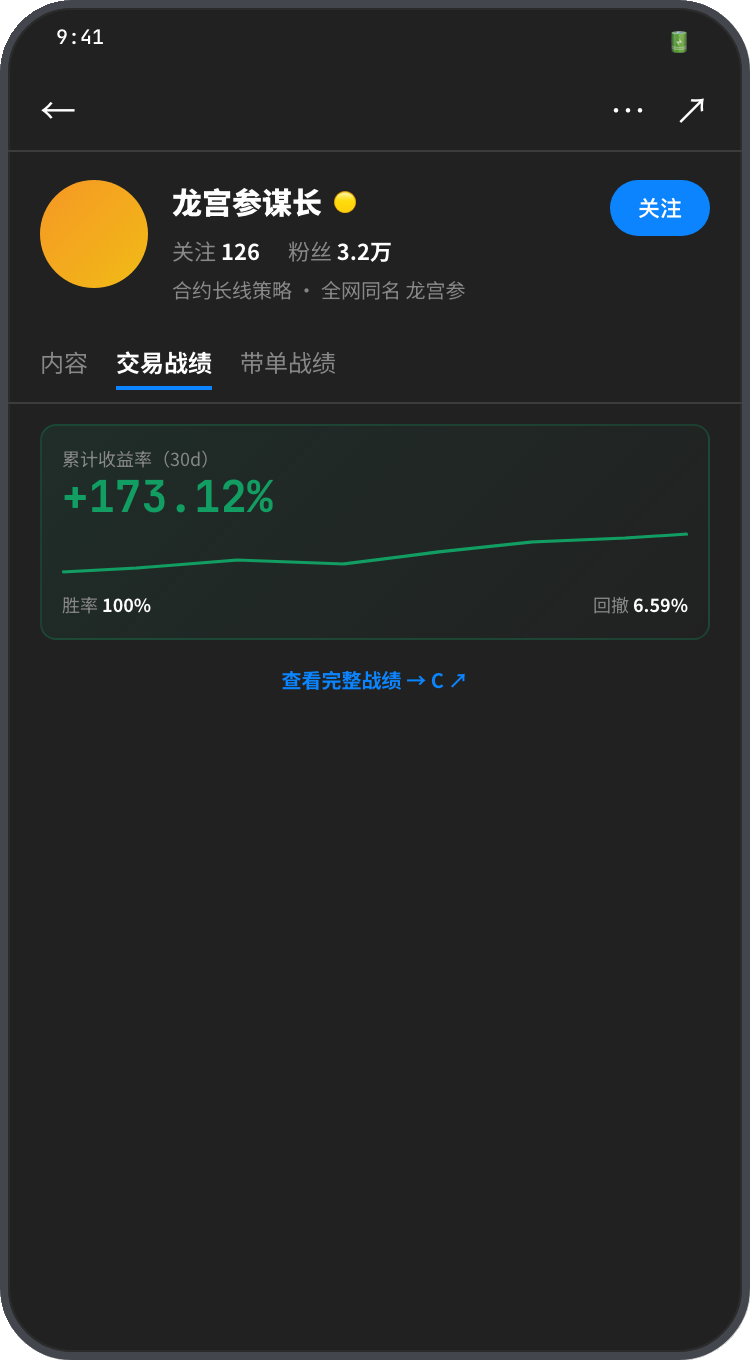 9:41
龙宫参谋长
关注
关注 126 粉丝 3.2万
合约长线策略 · 全网同名 龙宫参
内容 交易战绩 带单战绩
累计收益率（30d）
+173.12%
胜率 100% 回撤 6.59%
查看完整战绩 → C ↗